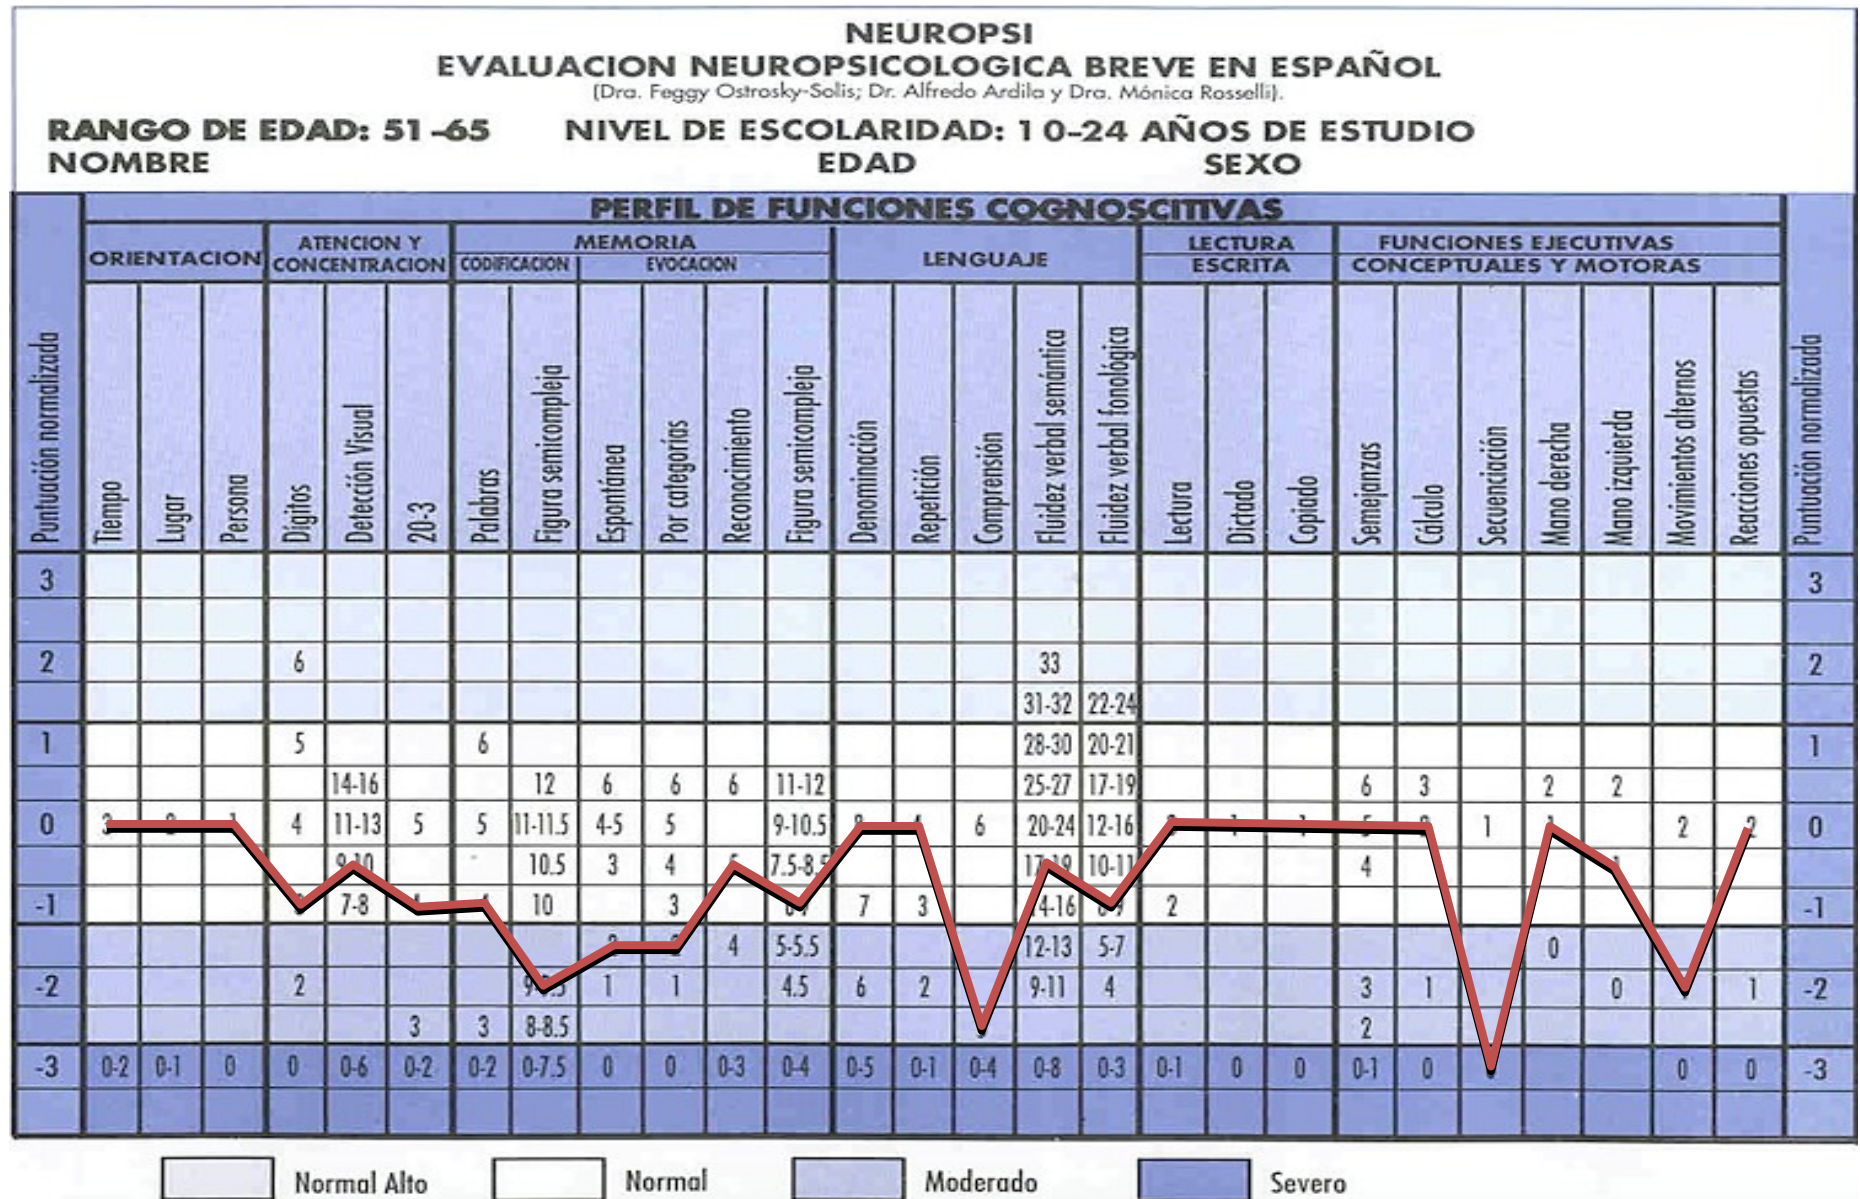 NEUROPSI
EVALUACION NEUROPSICOLOGICA BREVE EN ESPAÑOL
(Dra. Feggy Ostrosky-Solis; Dr. Alfredo Ardila y Dra. Mónica Rosselli).
RANGO DE EDAD: 51-65 NIVEL DE ESCOLARIDAD: 10-24 AÑOS DE ESTUDIO
NOMBRE EDAD SEXO
PERFIL DE FUNCIONES COGNOSCITIVAS
ORIENTACION ATENCION Y CONCENTRACION MEMORIA LENGUAJE LECTURA ESCRITA FUNCIONES EJECUTIVAS CONCEPTUALES Y MOTORAS
CODIFICACION EVOCACION
Puntuación normalizada Tiempo Lugar Persona Dígitos Detección Visual 20-3 Palabras Figura semicompleja Espontánea Por categorías Reconocimiento Figura semicompleja Denominación Repetición Comprensión Fluidez verbal semántica Fluidez verbal fonológica Lectura Dictado Copiado Semejanzas Cálculo Secuenciación Mano derecha Mano izquierda Movimientos alternos Reacciones opuestas Puntuación normalizada
3 3
2 6 33 2
31-32 22-24
1 5 6 28-30 20-21 1
14-16 12 6 6 6 11-12 25-27 17-19 6 3 2 2
0 3 4 11-13 5 5 11-11.5 4-5 5 9-10.5 6 20-24 12-16 5 1 2 2 0
9-10 10.5 3 4 7.5-8.5 17-19 10-11 4
-1 7-8 10 3 7 3 14-16 2 -1
4 5-5.5 12-13 5-7 0
-2 2 1 1 4.5 6 2 9-11 4 3 1 0 1 -2
3 3 8-8.5 2
-3 0-2 0-1 0 0 0-6 0-2 0-2 0-7.5 0 0 0-3 0-4 0-5 0-1 0-4 0-8 0-3 0-1 0 0 0-1 0 0 0 -3
Normal Alto Normal Moderado Severo